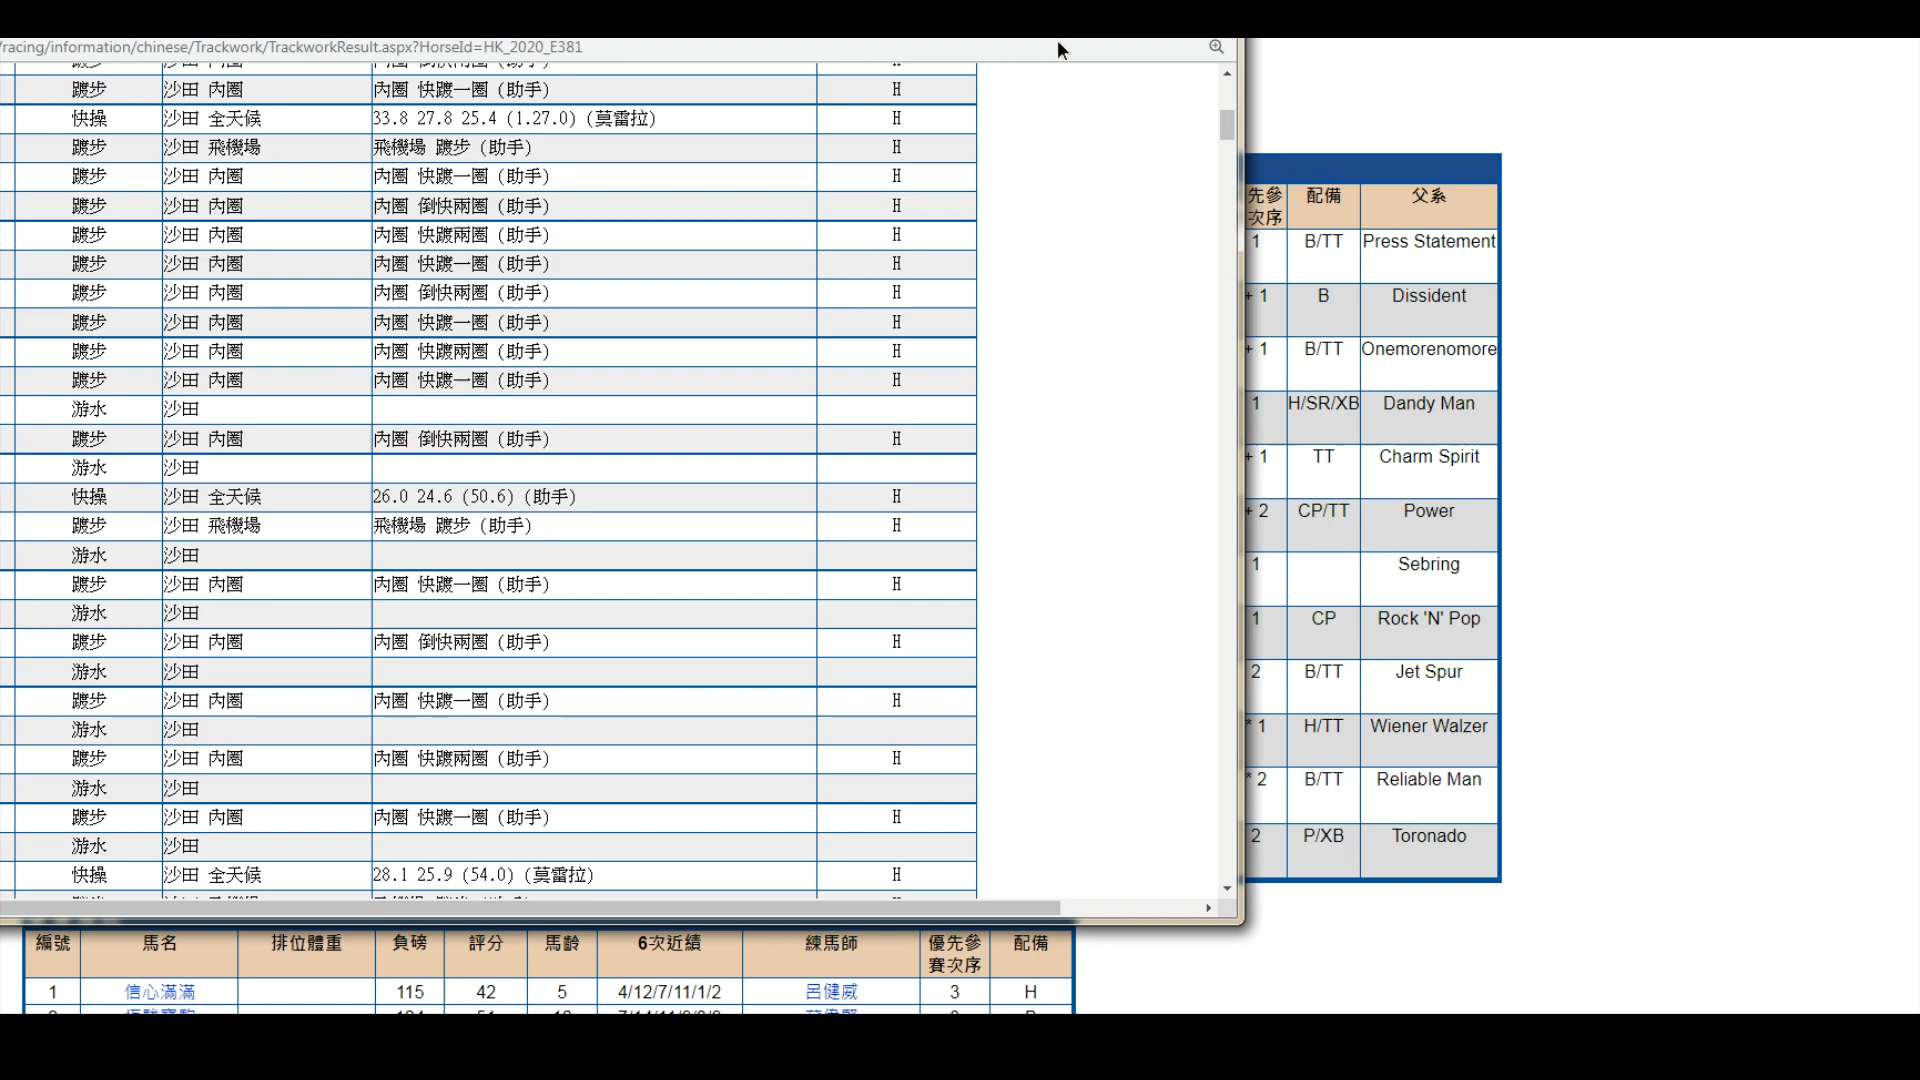 /racing/information/chinese/Trackwork/TrackworkResult.aspx?HorseId=HK_2020_E381
踱步 沙田 內圈 內圈 快踱一圈 (助手) H
快操 沙田 全天候 33.8 27.8 25.4 (1.27.0) (莫雷拉) H
踱步 沙田 飛機場 飛機場 踱步 (助手) H
踱步 沙田 內圈 內圈 快踱一圈 (助手) H
踱步 沙田 內圈 內圈 倒快兩圈 (助手) H
踱步 沙田 內圈 內圈 快踱兩圈 (助手) H
踱步 沙田 內圈 內圈 快踱一圈 (助手) H
踱步 沙田 內圈 內圈 倒快兩圈 (助手) H
踱步 沙田 內圈 內圈 快踱一圈 (助手) H
踱步 沙田 內圈 內圈 快踱兩圈 (助手) H
踱步 沙田 內圈 內圈 快踱一圈 (助手) H
游水 沙田
踱步 沙田 內圈 內圈 倒快兩圈 (助手) H
游水 沙田
快操 沙田 全天候 26.0 24.6 (50.6) (助手) H
踱步 沙田 飛機場 飛機場 踱步 (助手) H
游水 沙田
踱步 沙田 內圈 內圈 快踱一圈 (助手) H
游水 沙田
踱步 沙田 內圈 內圈 倒快兩圈 (助手) H
游水 沙田
踱步 沙田 內圈 內圈 快踱一圈 (助手) H
游水 沙田
踱步 沙田 內圈 內圈 快踱兩圈 (助手) H
游水 沙田
踱步 沙田 內圈 內圈 快踱一圈 (助手) H
游水 沙田
快操 沙田 全天候 28.1 25.9 (54.0) (莫雷拉) H
先參 配備 父系
次序
1 B/TT Press Statement
+ 1 B Dissident
+ 1 B/TT Onemorenomore
1 H/SR/XB Dandy Man
+ 1 TT Charm Spirit
+ 2 CP/TT Power
1 Sebring
1 CP Rock 'N' Pop
2 B/TT Jet Spur
* 1 H/TT Wiener Walzer
* 2 B/TT Reliable Man
2 P/XB Toronado
編號 馬名 排位體重 負磅 評分 馬齡 6次近績 練馬師 優先參 配備
賽次序
1 信心滿滿 115 42 5 4/12/7/11/1/2 呂健威 3 H